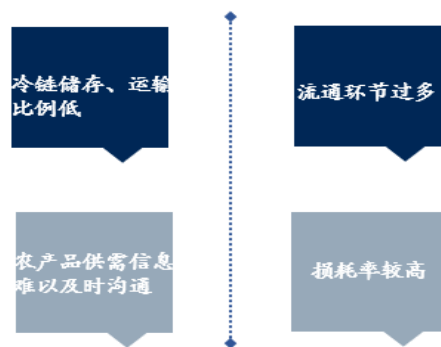 冷链储存、运输
比例低
流通环节过多
农产品供需信息
难以及时沟通
损耗率较高